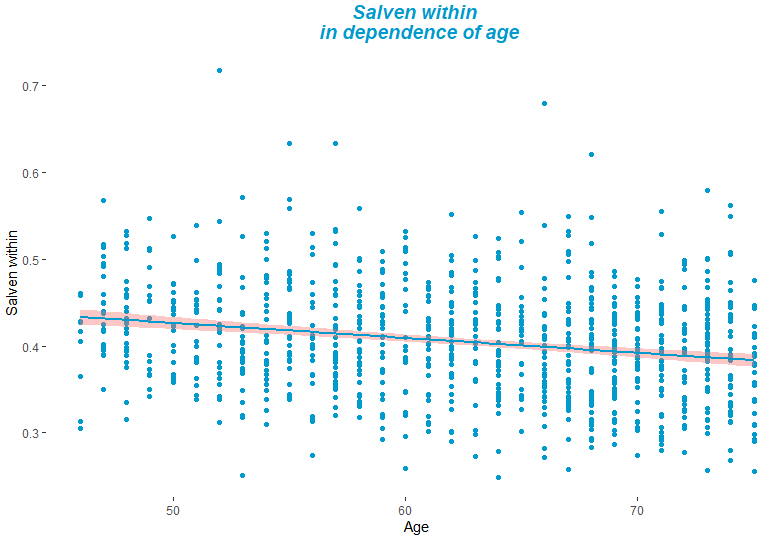 Salven within
in dependence of age
0.7
0.6
0.5
0.4
0.3
Salven within
50
60
70
Age